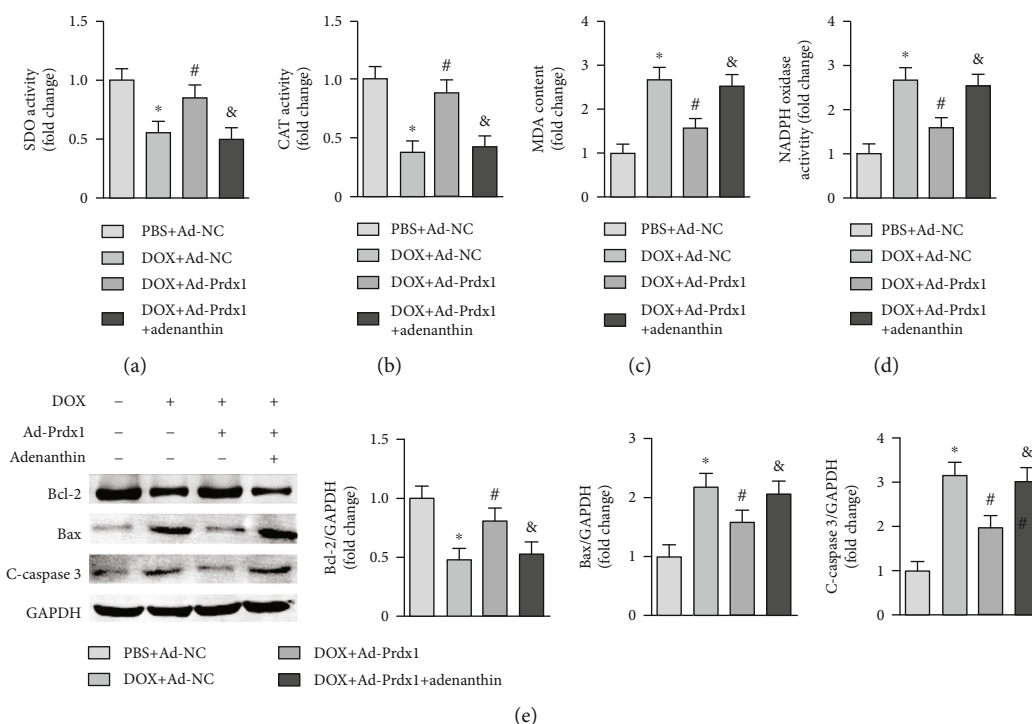 1.5
1.0
0.5
0
SDO activity
(fold change)
*
#
&
PBS+Ad-NC
DOX+Ad-NC
DOX+Ad-Prdx1
DOX+Ad-Prdx1
+adenanthin
(a)
1.5
1.0
0.5
0
CAT activity
(fold change)
*
#
&
PBS+Ad-NC
DOX+Ad-NC
DOX+Ad-Prdx1
DOX+Ad-Prdx1
+adenanthin
(b)
4
3
2
1
0
MDA content
(fold change)
*
#
&
PBS+Ad-NC
DOX+Ad-NC
DOX+Ad-Prdx1
DOX+Ad-Prdx1
+adenanthin
(c)
4
3
2
1
0
NADPH oxidase
activtity (fold change)
*
#
&
PBS+Ad-NC
DOX+Ad-NC
DOX+Ad-Prdx1
DOX+Ad-Prdx1
+adenanthin
(d)
DOX – + + +
Ad-Prdx1 – – + +
Adenanthin – – – +
Bcl-2
Bax
C-caspase 3
GAPDH
1.0
0.5
0.0
Bcl-2/GAPDH
(fold change)
*
#
&
3
2
1
0
Bax/GAPDH
(fold change)
*
#
&
4
3
2
1
0
C-caspase 3/GAPDH
(fold change)
*
#
&
#
PBS+Ad-NC
DOX+Ad-NC
DOX+Ad-Prdx1
DOX+Ad-Prdx1+adenanthin
(e)